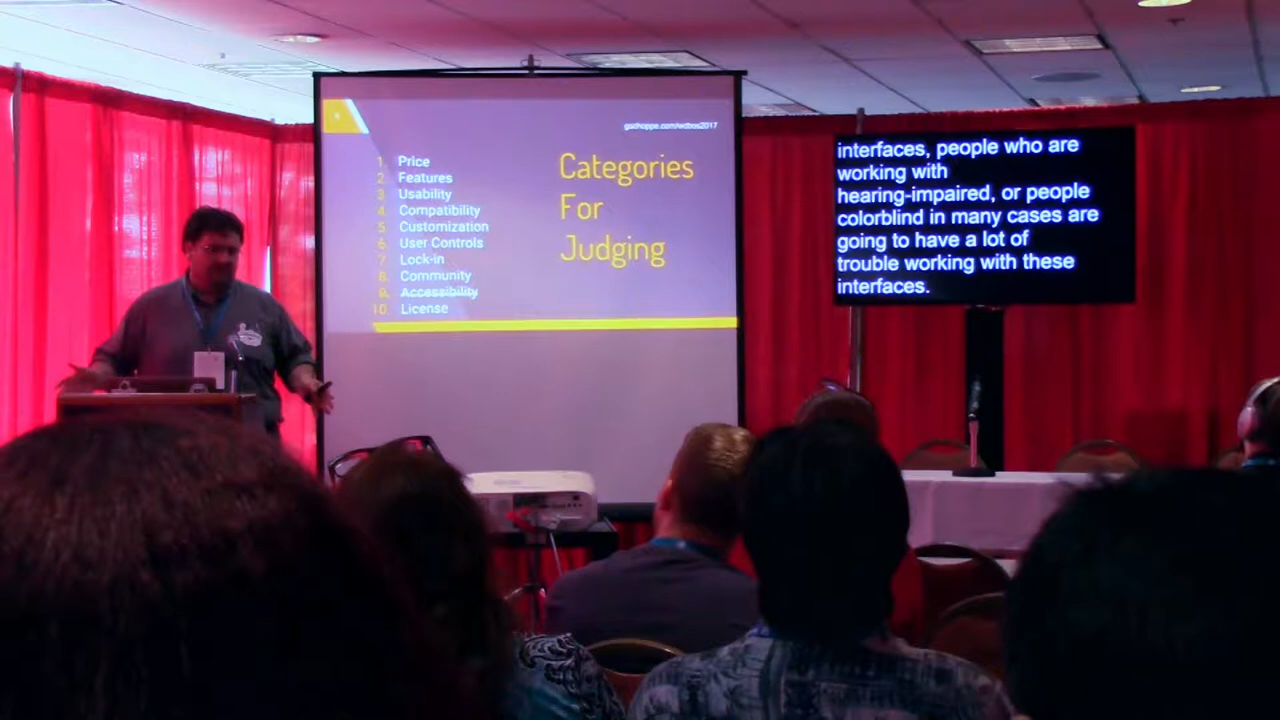 gschoppe.com/wcbos2017
1. Price
2. Features
3. Usability
4. Compatibility
5. Customization
6. User Controls
7. Lock-in
8. Community
9. Accessibility
10. License
Categories
For
Judging
interfaces, people who are
working with
hearing-impaired, or people
colorblind in many cases are
going to have a lot of
trouble working with these
interfaces.